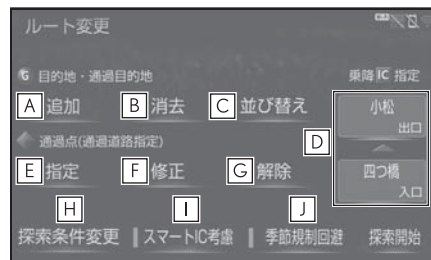 ルート変更
G 目的地・通過目的地
乗降IC 指定
A 追加
B 消去
C 並び替え
D
小松
出口
通過点(通過道路指定)
四つ橋
入口
E 指定
F 修正
G 解除
H
I
J
探索条件変更
スマートIC考慮
季節規制回避
探索開始